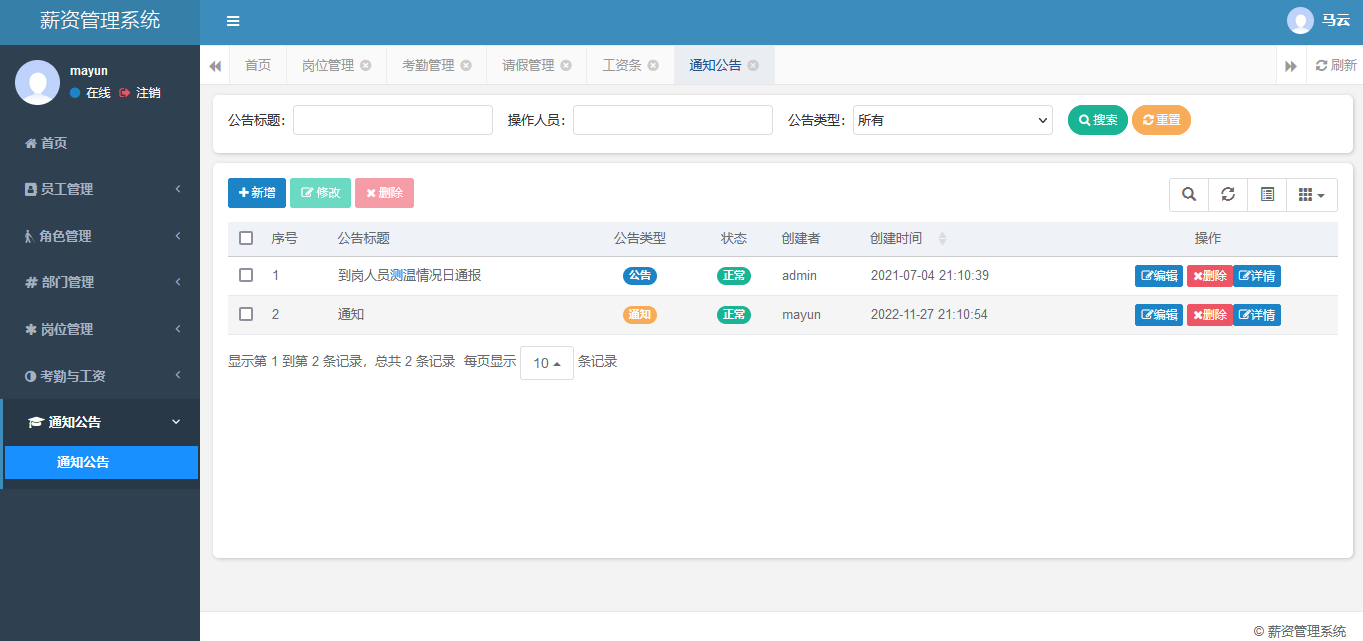 薪资管理系统
马云
mayun
在线 注销
首页
员工管理
角色管理
部门管理
岗位管理
考勤与工资
通知公告
通知公告
首页 岗位管理 考勤管理 请假管理 工资条 通知公告 刷新
公告标题： 操作人员： 公告类型： 所有 搜索 重置
新增 修改 删除
序号 公告标题 公告类型 状态 创建者 创建时间 操作
1 到岗人员测温情况日通报 公告 正常 admin 2021-07-04 21:10:39 编辑 删除 详情
2 通知 通知 正常 mayun 2022-11-27 21:10:54 编辑 删除 详情
显示第 1 到第 2 条记录，总共 2 条记录 每页显示 10 条记录
© 薪资管理系统